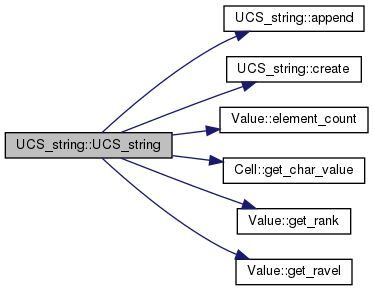 UCS_string::append
UCS_string::create
Value::element_count
UCS_string::UCS_string
Cell::get_char_value
Value::get_rank
Value::get_ravel